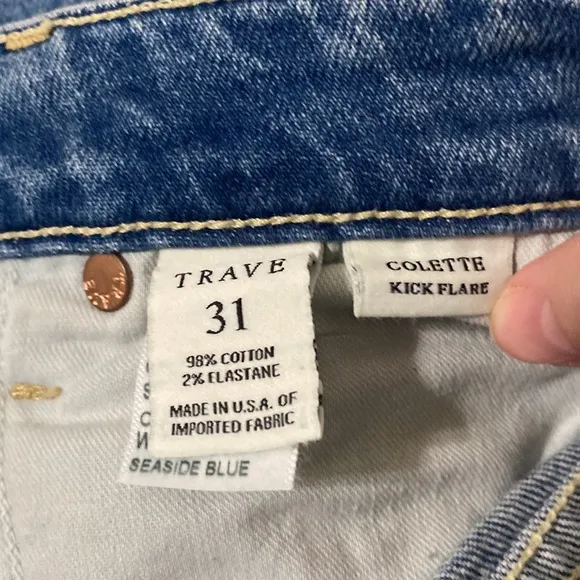 TRAVE
31
98% COTTON
2% ELASTANE
MADE IN U.S.A. OF
IMPORTED FABRIC
SEASIDE BLUE
COLETTE
KICK FLARE